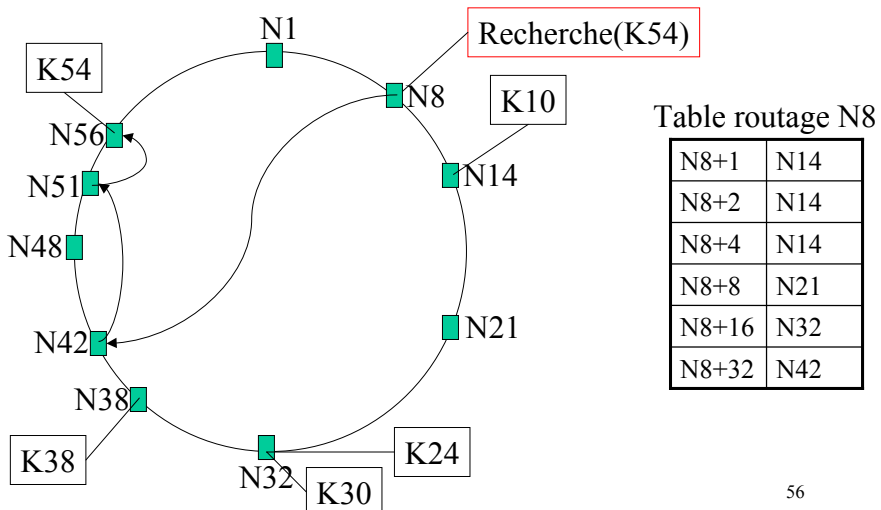 N1
Recherche(K54)
K54
N8
K10
Table routage N8
N56
N8+1 N14
N51
N14
N8+2 N14
N8+4 N14
N48
N8+8 N21
N21
N8+16 N32
N42
N8+32 N42
N38
K24
K38
N32
K30
56